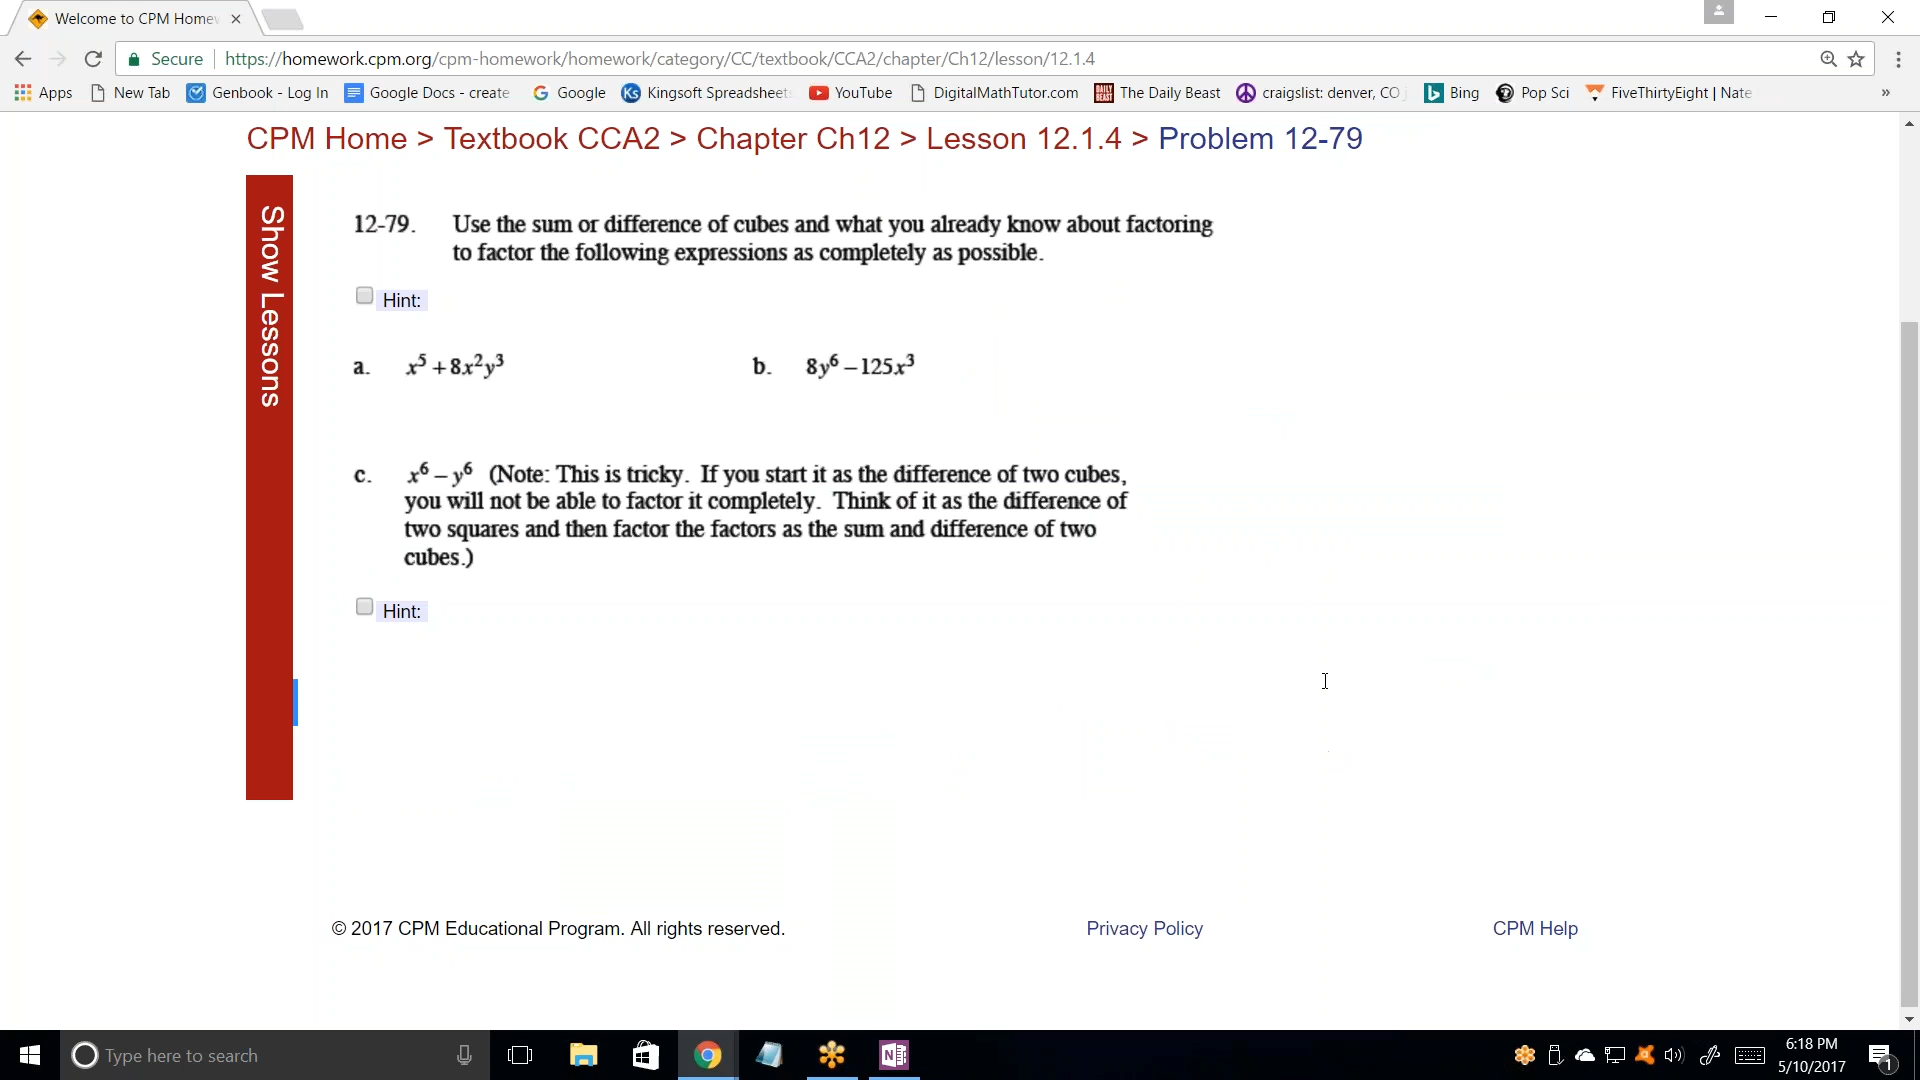 Welcome to CPM Home
Secure https://homework.cpm.org/cpm-homework/homework/category/CC/textbook/CCA2/chapter/Ch12/lesson/12.1.4
Apps New Tab Genbook - Log In Google Docs - create Google Ks Kingsoft Spreadsheet YouTube DigitalMathTutor.com DAILY BEAST The Daily Beast craigslist: denver, CO Bing Pop Sci FiveThirtyEight | Nate »
CPM Home > Textbook CCA2 > Chapter Ch12 > Lesson 12.1.4 > Problem 12-79
Show Lessons
12-79. Use the sum or difference of cubes and what you already know about factoring
to factor the following expressions as completely as possible.
Hint:
a. x⁵ + 8x²y³ b. 8y⁶ – 125x³
c. x⁶ – y⁶ (Note: This is tricky. If you start it as the difference of two cubes,
you will not be able to factor it completely. Think of it as the difference of
two squares and then factor the factors as the sum and difference of two
cubes.)
Hint:
© 2017 CPM Educational Program. All rights reserved. Privacy Policy CPM Help
Type here to search
N
6:18 PM
5/10/2017
1